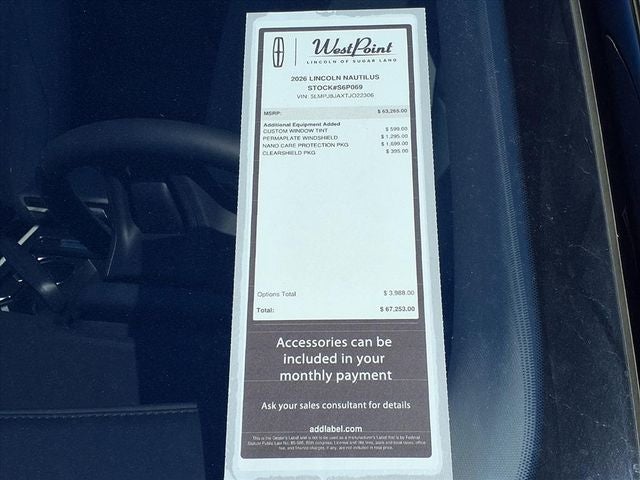 WestPoint
LINCOLN OF SUGAR LAND
2026 LINCOLN NAUTILUS
STOCK#S6P069
VIN: 5LMPJ8JAXTJ022306
MSRP: $ 63,265.00
Additional Equipment Added
CUSTOM WINDOW TINT $ 599.00
PERMAPLATE WINDSHIELD $ 1,295.00
NANO CARE PROTECTION PKG $ 1,699.00
CLEARSHIELD PKG $ 395.00
Options Total $ 3,988.00
Total: $ 67,253.00
Accessories can be
included in your
monthly payment
Ask your sales consultant for details
addlabel.com